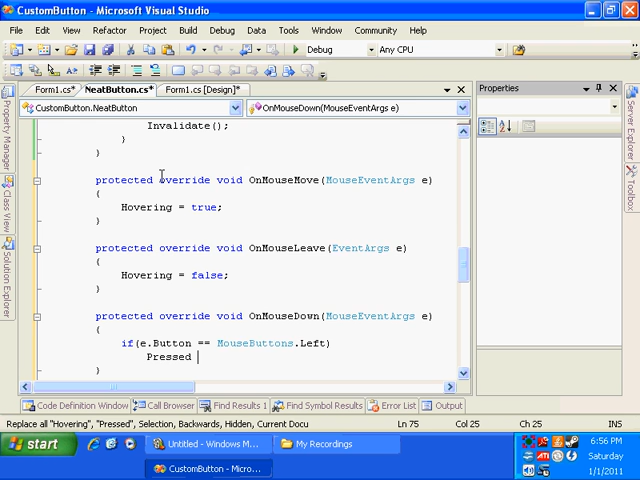 CustomButton - Microsoft Visual Studio
File Edit View Refactor Project Build Debug Data Tools Window Community Help
Debug Any CPU
Form1.cs* NeatButton.cs* Form1.cs [Design]*
Properties
CustomButton.NeatButton OnMouseDown(MouseEventArgs e)
Invalidate();
}
}
protected override void OnMouseMove(MouseEventArgs e)
{
Hovering = true;
}
protected override void OnMouseLeave(EventArgs e)
{
Hovering = false;
}
protected override void OnMouseDown(MouseEventArgs e)
{
if(e.Button == MouseButtons.Left)
Pressed
}
Property Manager
Class View
Solution Explorer
Server Explorer
Toolbox
Code Definition Window Call Browser Find Results 1 Find Symbol Results Error List Output
Replace all "Hovering", "Pressed", Selection, Backwards, Hidden, Current Docu Ln 75 Col 25 Ch 25 INS
start Untitled - Windows M... My Recordings
CustomButton - Micro...
6:56 PM
Saturday
1/1/2011